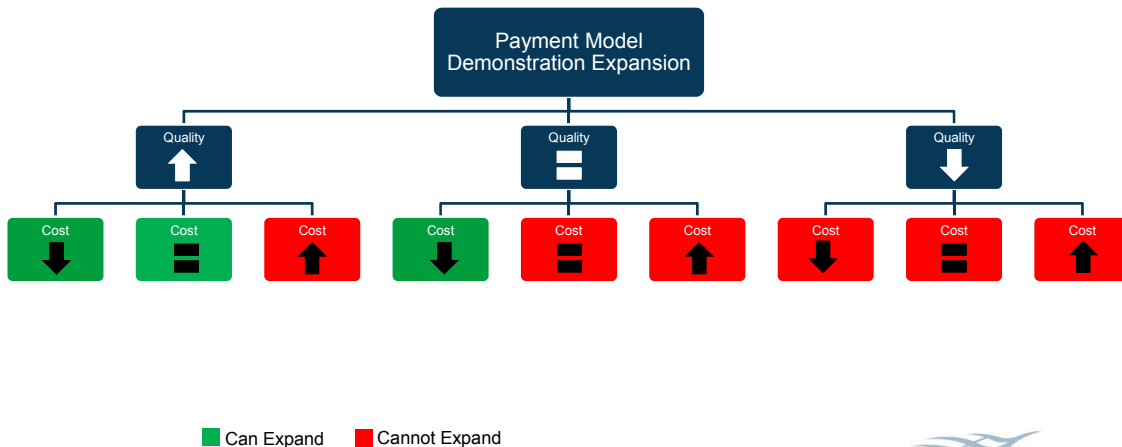 Payment Model
Demonstration Expansion
Quality
Quality
Quality
Cost
Cost
Cost
Cost
Cost
Cost
Cost
Cost
Cost
Can Expand
Cannot Expand